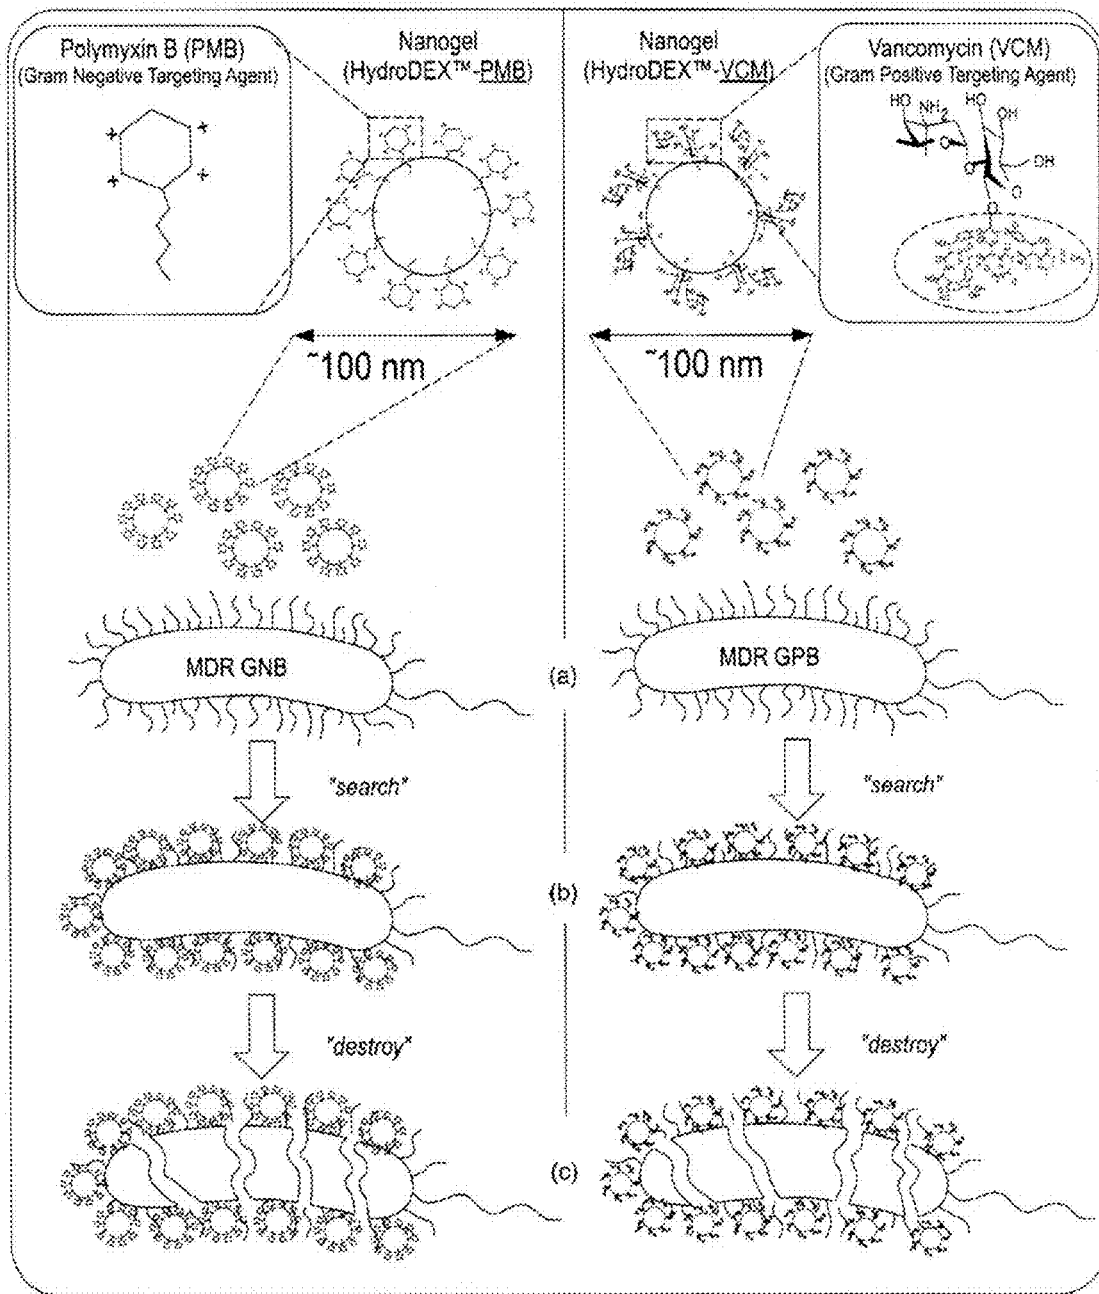 Polymyxin B (PMB)
(Gram Negative Targeting Agent)
Nanogel
(HydroDEX™-PMB)
~100 nm
Nanogel
(HydroDEX™-VCM)
Vancomycin (VCM)
(Gram Positive Targeting Agent)
HO
NH2
HO
OH
O
O
OH
O
O
~100 nm
MDR GNB
(a)
MDR GPB
"search"
"search"
(b)
"destroy"
"destroy"
(c)